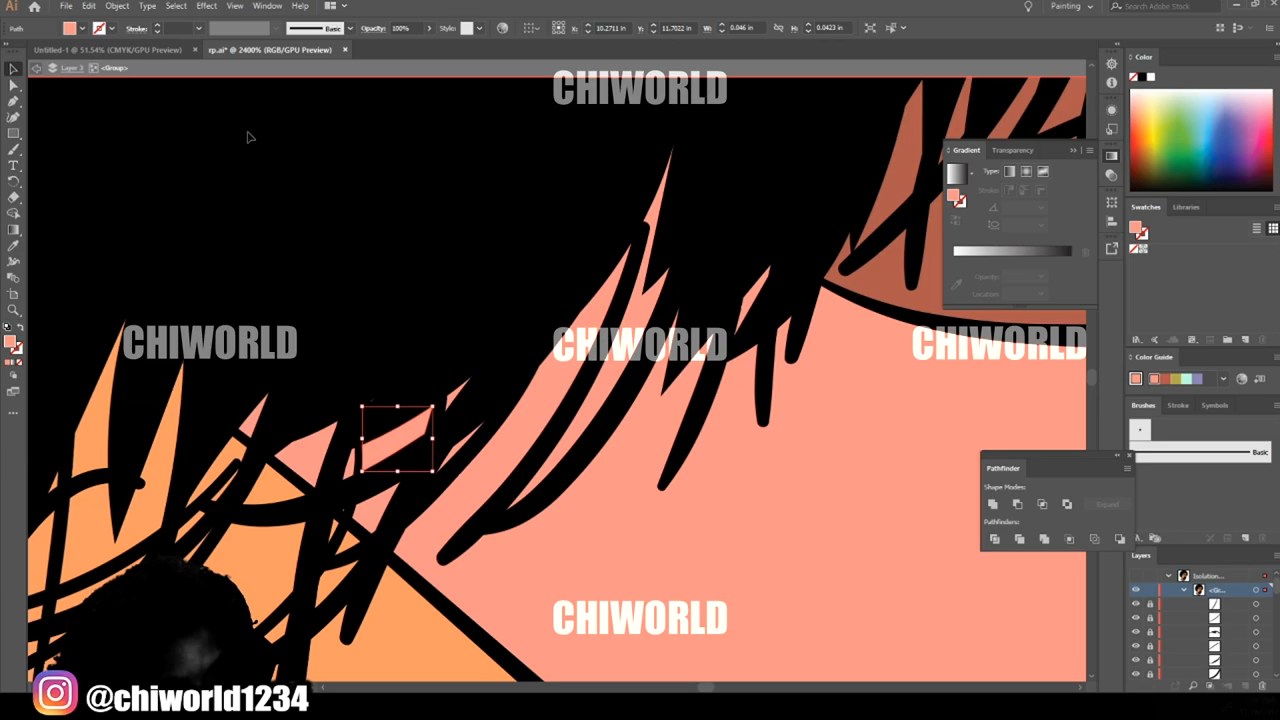 Ai File Edit Object Type Select Effect View Window Help
Painting Search Adobe Stock
Path Stroke: Basic Opacity: 100% Style: X: 10.2711 in Y: 11.7022 in W: 0.046 in H: 0.0423 in
Untitled-1 @ 51.54% (CMYK/GPU Preview) × rp.ai* @ 2400% (RGB/GPU Preview) ×
Layer 3 <Group>
Color
CHIWORLD
Gradient Transparency
Type:
Stroke:
Swatches Libraries
Opacity:
Location:
CHIWORLD CHIWORLD CHIWORLD
Color Guide
Brushes Stroke Symbols
Basic
Pathfinder
Shape Modes:
Expand
Pathfinders:
Layers
Isolation...
<Gr...
CHIWORLD
@chiworld1234